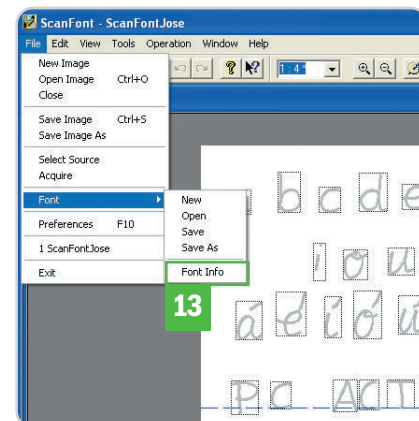 ScanFont - ScanFontJose
File Edit View Tools Operation Window Help
1:4*
New Image
Open Image Ctrl+O
Close
Save Image Ctrl+S
Save Image As
Select Source
Acquire
Font
Preferences F10
1 ScanFontJose
Exit
New
Open
Save
Save As
Font Info
13
b c d e
i o u
á é í ó ú
P C A C T